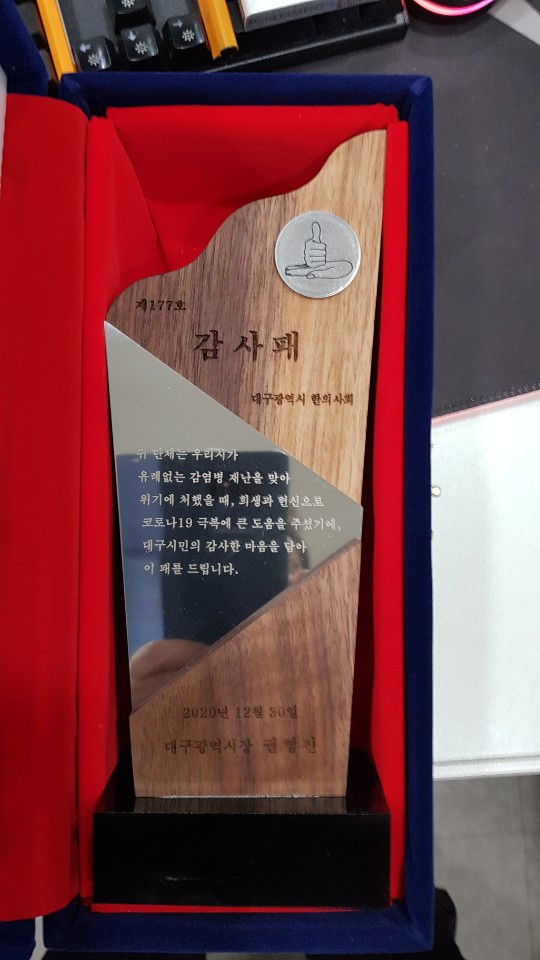 제177호
감사패
대구광역시 한의사회
위 단체는 우리시가
유례없는 감염병 재난을 맞아
위기에 처했을 때, 희생과 헌신으로
코로나19 극복에 큰 도움을 주셨기에,
대구시민의 감사한 마음을 담아
이 패를 드립니다.
2020년 12월 30일
대구광역시장 권영진